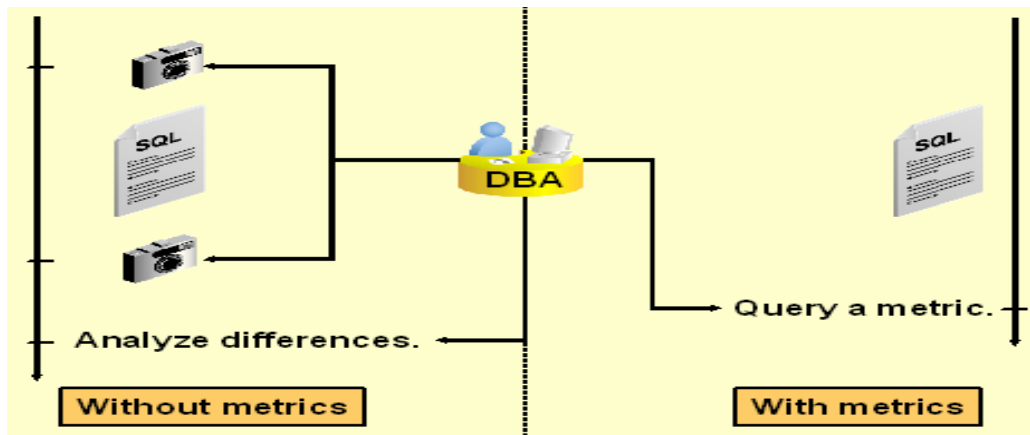 SQL
DBA
SQL
Query a metric.
Analyze differences.
Without metrics
With metrics